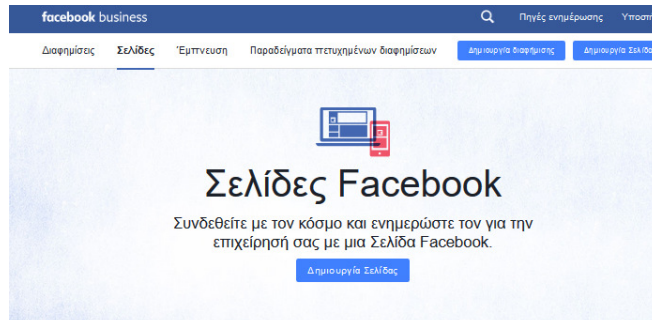 facebook business
Πηγές ενημέρωσης
Διαφημίσεις Σελίδες Έμπνευση Παραδείγματα πετυχημένων διαφημίσεων Δημιουργία διαφήμισης Δημιουργία
Σελίδες Facebook
Συνδεθείτε με τον κόσμο και ενημερώστε τον για την
επιχείρησή σας με μια Σελίδα Facebook.
Δημιουργία Σελίδας